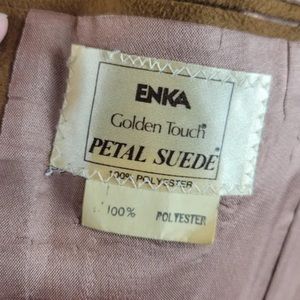 ENKA
Golden Touch®
PETAL SUEDE®
100% POLYESTER
100% POLYESTER